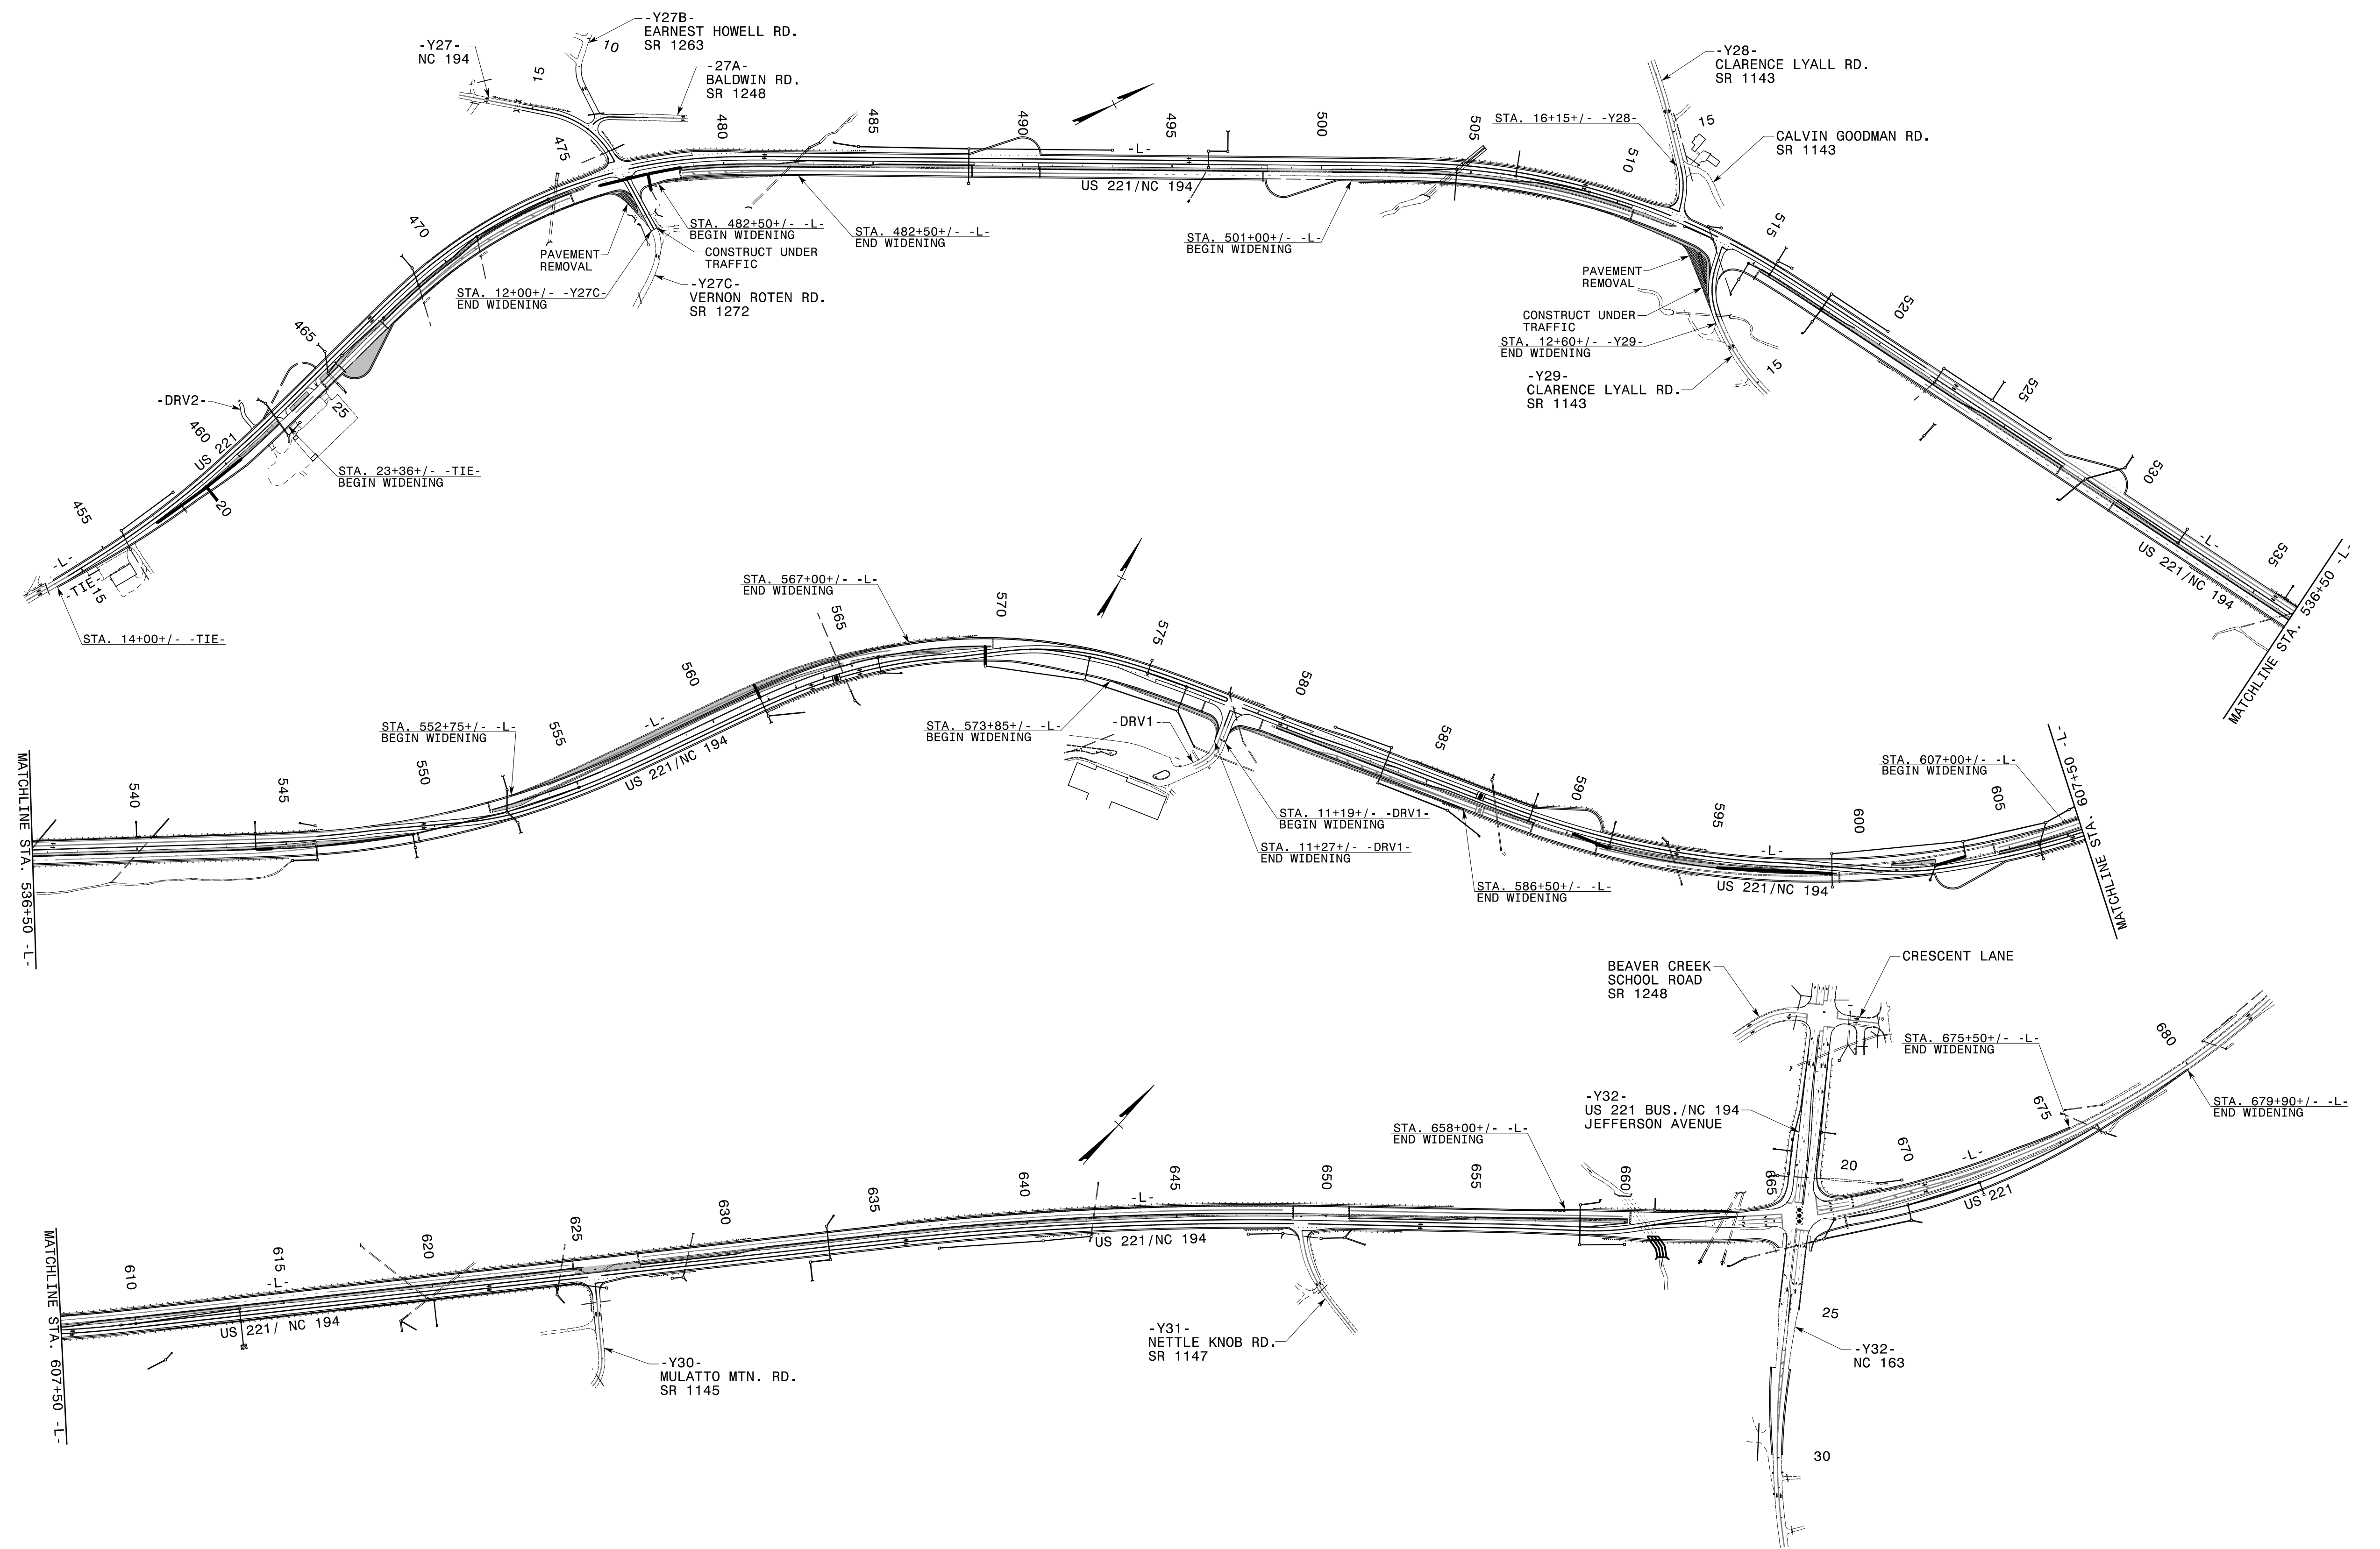 -Y27B-
EARNEST HOWELL RD.
SR 1263
-Y27-
NC 194
10
15
-27A-
BALDWIN RD.
SR 1248
-Y28-
CLARENCE LYALL RD.
SR 1143
475
480
485
490
495
500
505
STA. 16+15+/- -Y28-
15
510
CALVIN GOODMAN RD.
SR 1143
-L-
US 221/NC 194
470
STA. 482+50+/- -L-
BEGIN WIDENING
STA. 482+50+/- -L-
END WIDENING
STA. 501+00+/- -L-
BEGIN WIDENING
515
PAVEMENT
REMOVAL
CONSTRUCT UNDER
TRAFFIC
PAVEMENT
REMOVAL
STA. 12+00+/- -Y27C-
END WIDENING
-Y27C-
VERNON ROTEN RD.
SR 1272
520
465
CONSTRUCT UNDER
TRAFFIC
STA. 12+60+/- -Y29-
END WIDENING
15
-Y29-
CLARENCE LYALL RD.
SR 1143
525
-DRV2-
25
460
US 221
STA. 23+36+/- -TIE-
BEGIN WIDENING
530
20
455
-L-
-TIE-
15
STA. 14+00+/- -TIE-
-L-
535
US 221/NC 194
MATCHLINE STA. 536+50 -L-
STA. 567+00+/- -L-
END WIDENING
565
570
575
560
580
STA. 552+75+/- -L-
BEGIN WIDENING
-L-
555
STA. 573+85+/- -L-
BEGIN WIDENING
-DRV1-
585
MATCHLINE STA. 536+50 -L-
540
545
550
US 221/NC 194
590
STA. 607+00+/- -L-
BEGIN WIDENING
595
600
605
STA. 11+19+/- -DRV1-
BEGIN WIDENING
STA. 11+27+/- -DRV1-
END WIDENING
-L-
STA. 586+50+/- -L-
END WIDENING
US 221/NC 194
MATCHLINE STA. 607+50 -L-
BEAVER CREEK
SCHOOL ROAD
SR 1248
CRESCENT LANE
STA. 675+50+/- -L-
END WIDENING
680
-Y32-
US 221 BUS./NC 194
JEFFERSON AVENUE
STA. 679+90+/- -L-
END WIDENING
675
STA. 658+00+/- -L-
END WIDENING
670
-L-
20
665
US 221
660
655
650
645
640
635
630
625
620
615
610
-L-
US 221/NC 194
-L-
US 221/ NC 194
MATCHLINE STA. 607+50 -L-
-Y31-
NETTLE KNOB RD.
SR 1147
25
-Y32-
NC 163
-Y30-
MULATTO MTN. RD.
SR 1145
30